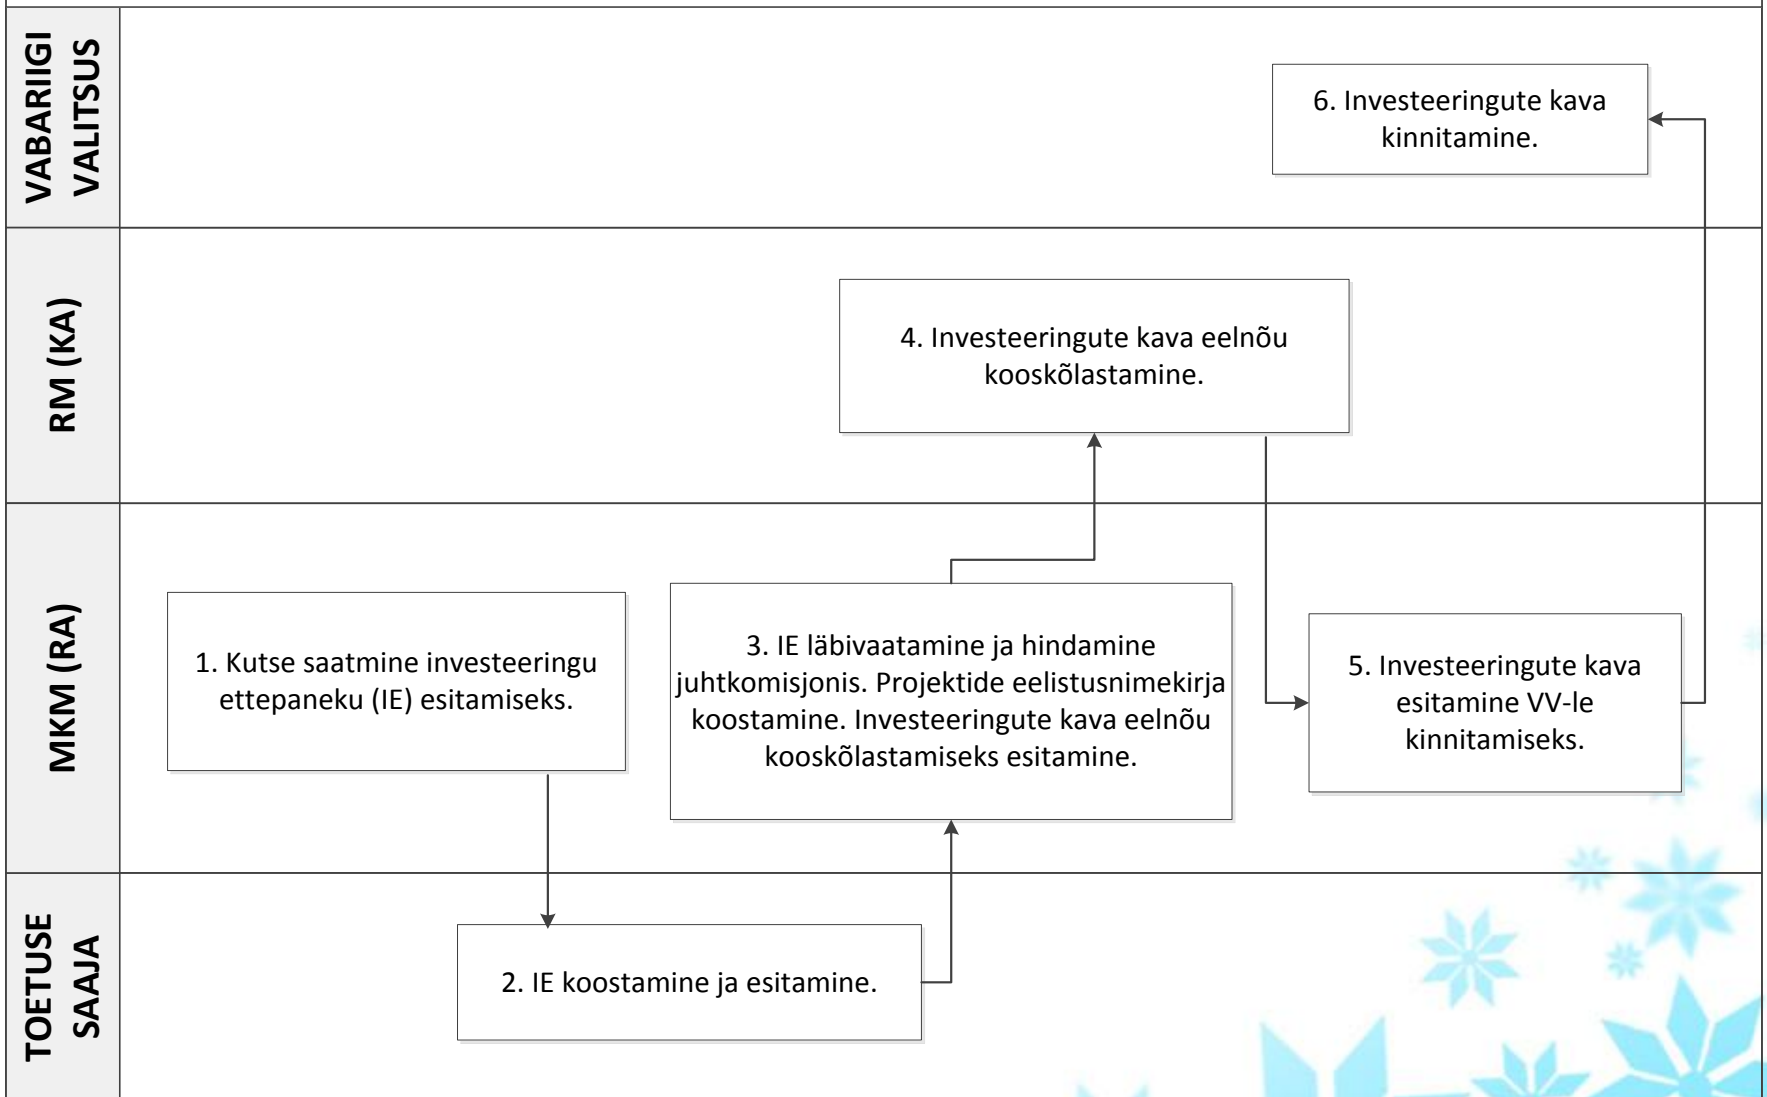 VABARIIGI
VALITSUS
6. Investeeringute kava
kinnitamine.
RM (KA)
4. Investeeringute kava eelnõu
kooskõlastamine.
MKM (RA)
1. Kutse saatmine investeeringu
ettepaneku (IE) esitamiseks.
3. IE läbivaatamine ja hindamine
juhtkomisjonis. Projektide eelistusnimekirja
koostamine. Investeeringute kava eelnõu
kooskõlastamiseks esitamine.
5. Investeeringute kava
esitamine VV-le
kinnitamiseks.
TOETUSE
SAAJA
2. IE koostamine ja esitamine.